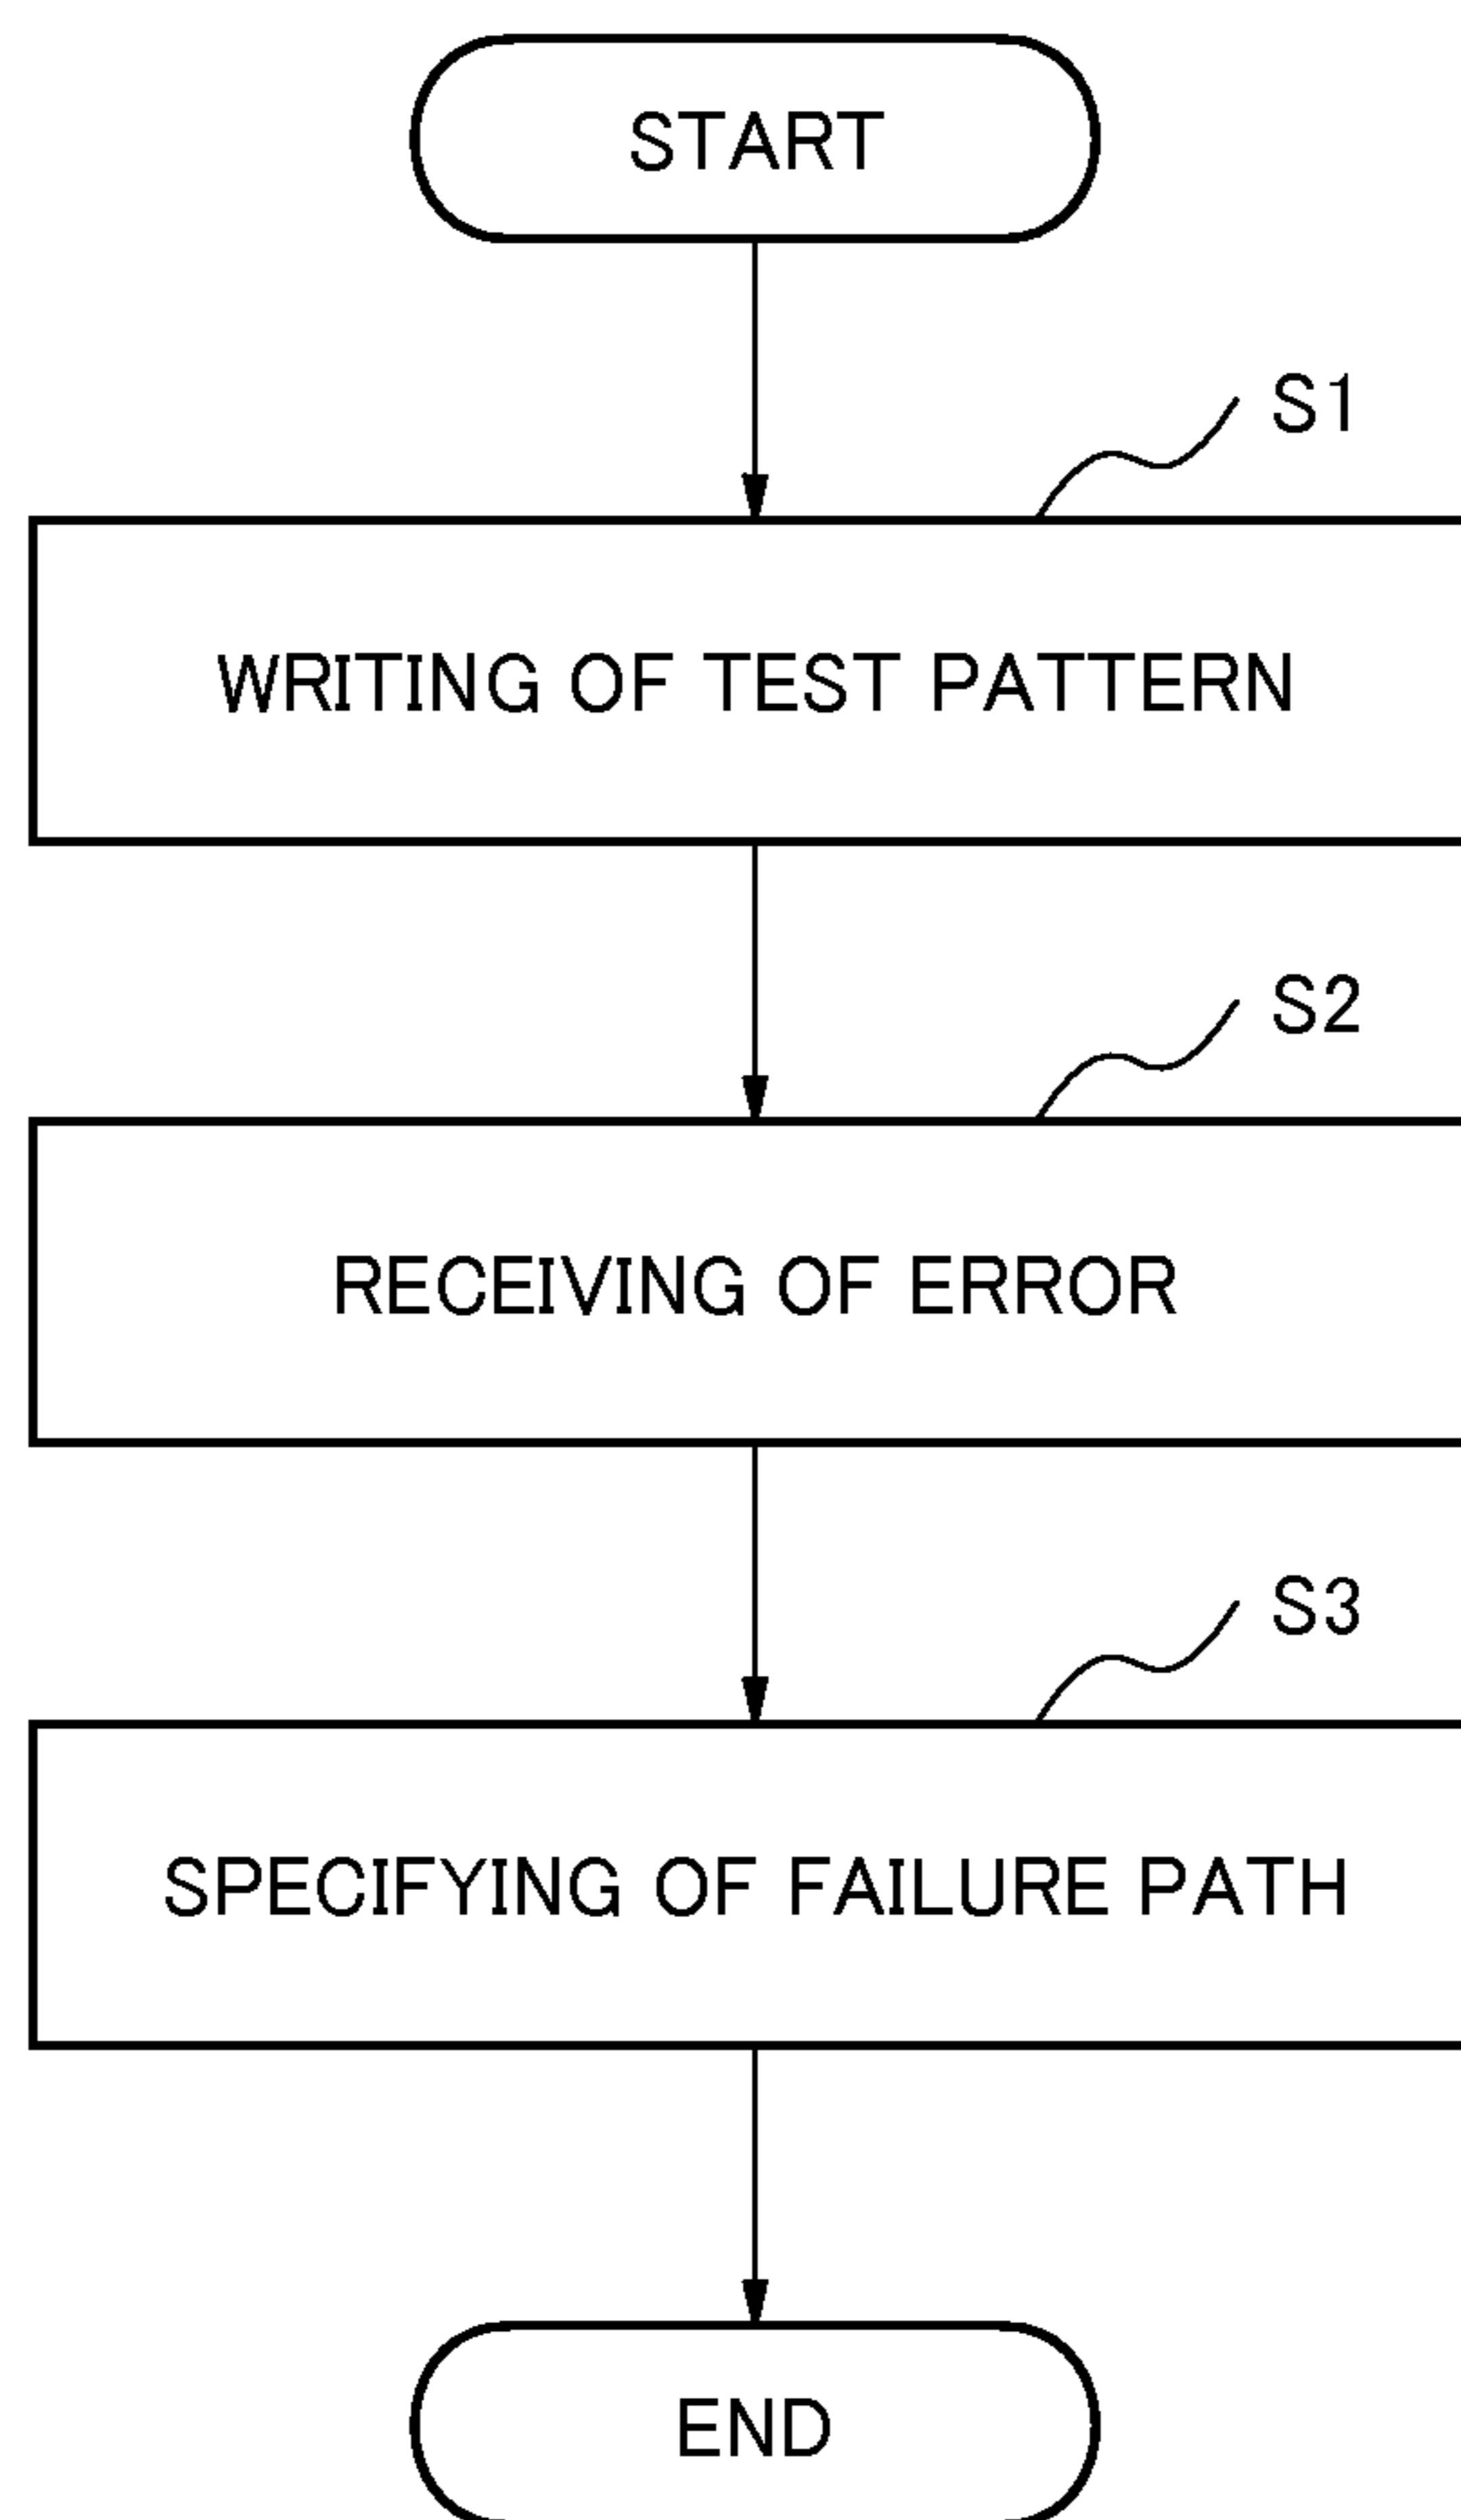 START
S1
WRITING OF TEST PATTERN
S2
RECEIVING OF ERROR
S3
SPECIFYING OF FAILURE PATH
END